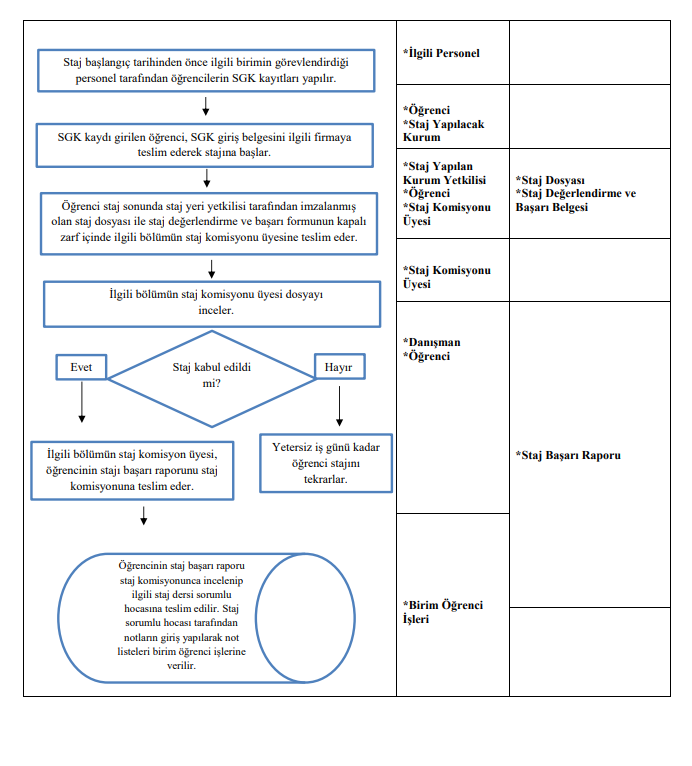 Staj başlangıç tarihinden önce ilgili birimin görevlendirdiği
personel tarafından öğrencilerin SGK kayıtları yapılır.
*İlgili Personel
SGK kaydı girilen öğrenci, SGK giriş belgesini ilgili firmaya
teslim ederek stajına başlar.
*Öğrenci
*Staj Yapılacak
Kurum
Öğrenci staj sonunda staj yeri yetkilisi tarafından imzalanmış
olan staj dosyası ile staj değerlendirme ve başarı formunun kapalı
zarf içinde ilgili bölümün staj komisyonu üyesine teslim eder.
*Staj Yapılan
Kurum Yetkilisi
*Öğrenci
*Staj Komisyonu
Üyesi
*Staj Dosyası
*Staj Değerlendirme ve
Başarı Belgesi
İlgili bölümün staj komisyonu üyesi dosyayı
inceler.
*Staj Komisyonu
Üyesi
Evet
Staj kabul edildi
mi?
Hayır
*Danışman
*Öğrenci
İlgili bölümün staj komisyon üyesi,
öğrencinin stajı başarı raporunu staj
komisyonuna teslim eder.
Yetersiz iş günü kadar
öğrenci stajını
tekrarlar.
*Staj Başarı Raporu
Öğrencinin staj başarı raporu
staj komisyonunca incelenip
ilgili staj dersi sorumlu
hocasına teslim edilir. Staj
sorumlu hocası tarafından
notların giriş yapılarak not
listeleri birim öğrenci işlerine
verilir.
*Birim Öğrenci
İşleri